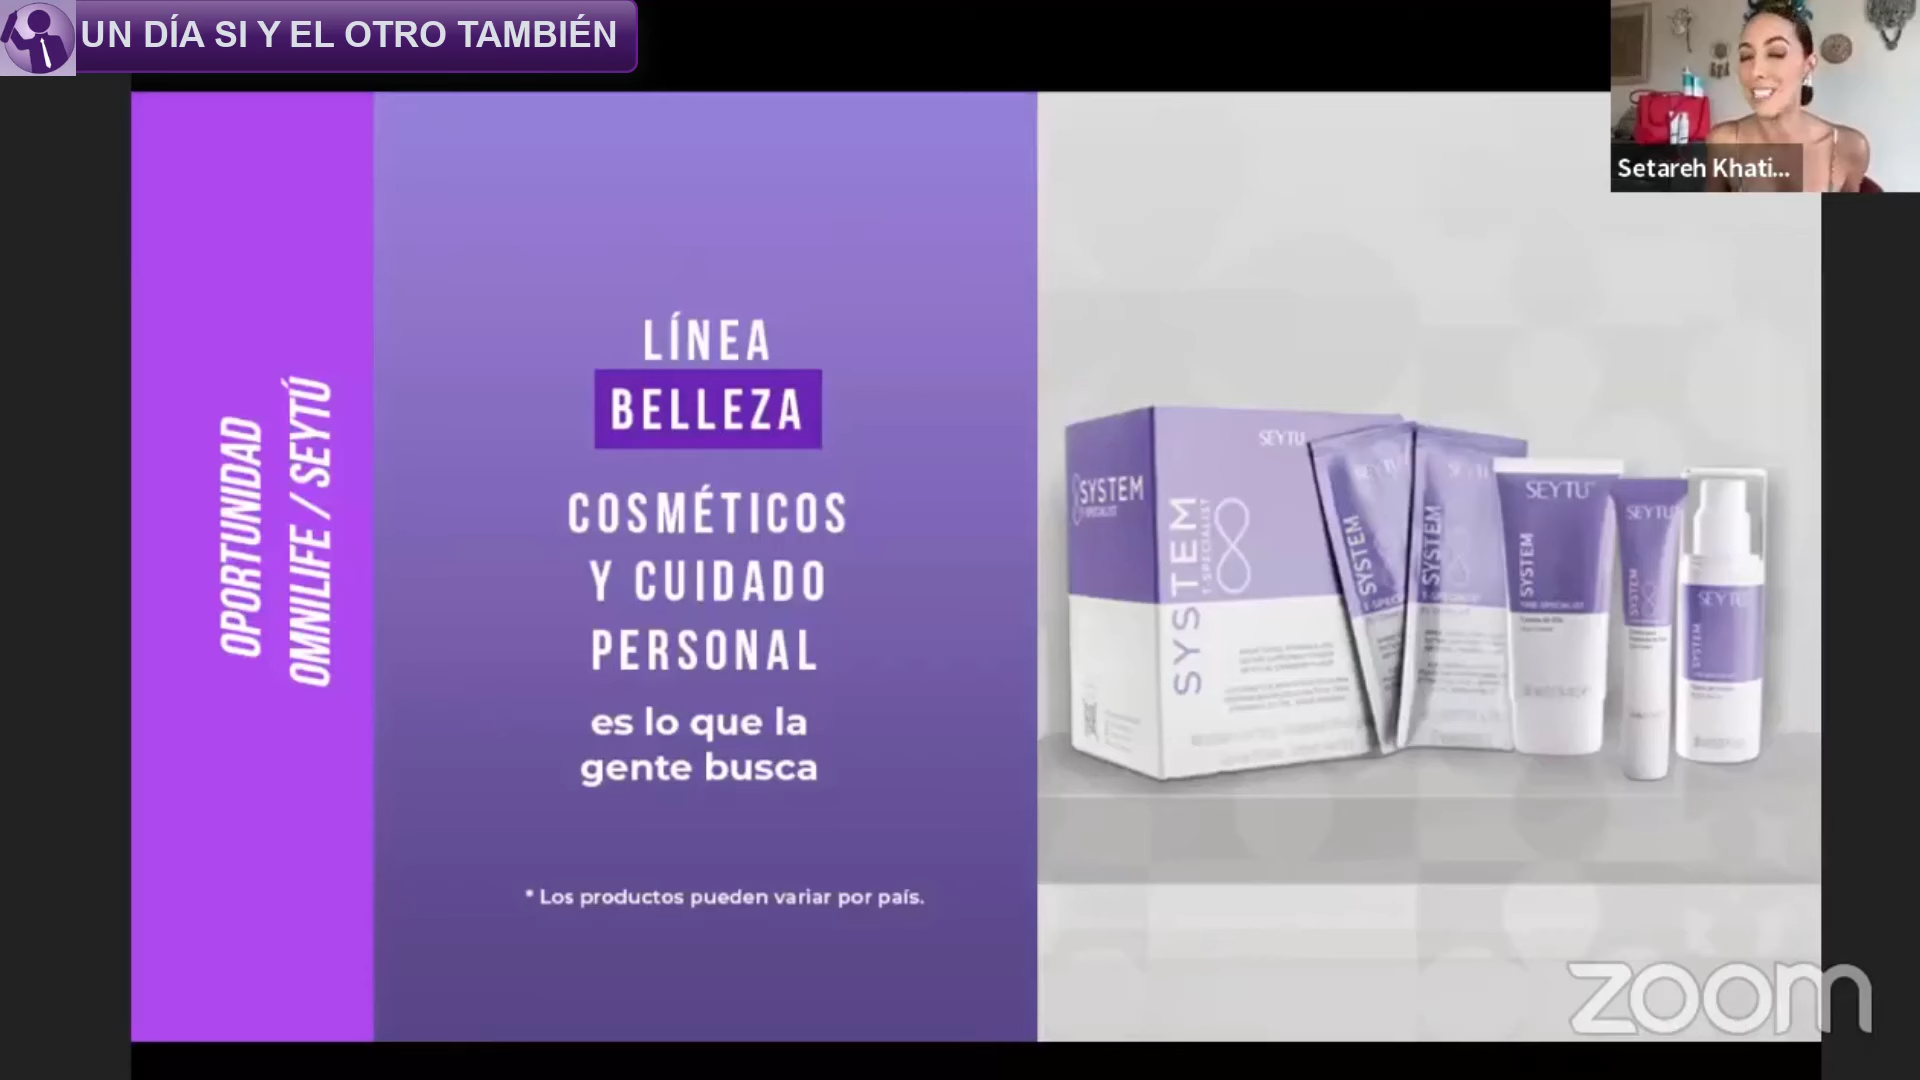 UN DÍA SI Y EL OTRO TAMBIÉN
Setareh Khati...
OPORTUNIDAD
OMNILIFE / SEYTÚ
LÍNEA
BELLEZA
COSMÉTICOS
Y CUIDADO
PERSONAL
es lo que la
gente busca
* Los productos pueden variar por país.
SEYTU
SYSTEM
SYSTEM
T-SPECIALIST
SEYTU
SYSTEM
SEYTU
SYSTEM
SEYTU
SYSTEM
SEYTU
SYSTEM
SEYTU
SYSTEM
zoom